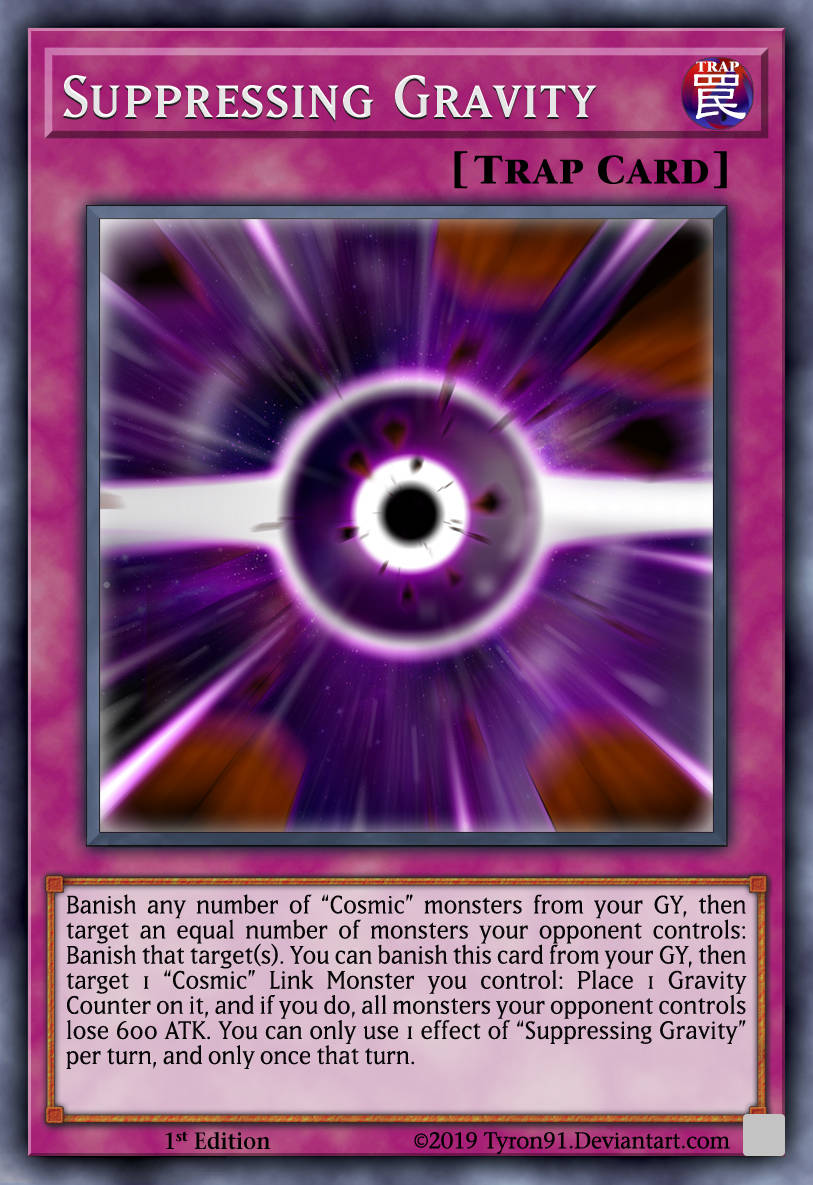 Suppressing Gravity
TRAP
罠
[Trap Card]
Banish any number of “Cosmic” monsters from your GY, then
target an equal number of monsters your opponent controls:
Banish that target(s). You can banish this card from your GY, then
target 1 “Cosmic” Link Monster you control: Place 1 Gravity
Counter on it, and if you do, all monsters your opponent controls
lose 600 ATK. You can only use 1 effect of “Suppressing Gravity”
per turn, and only once that turn.
1st Edition
©2019 Tyron91.Deviantart.com